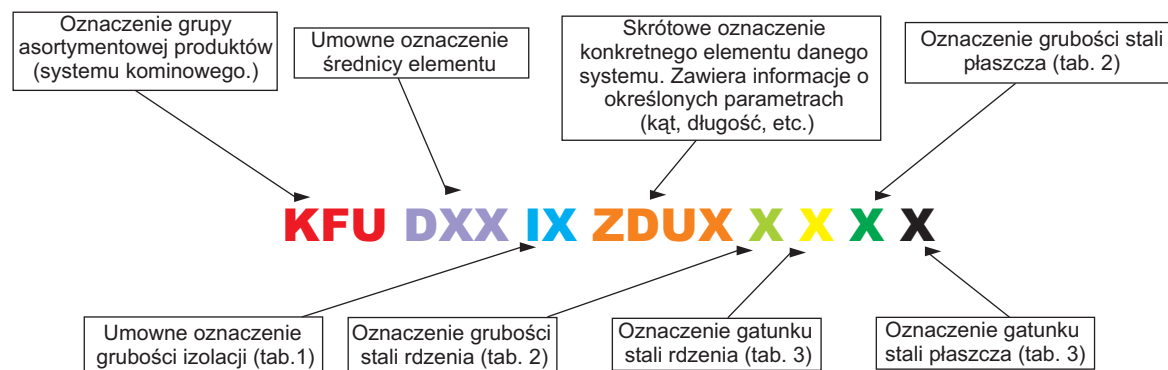 Oznaczenie grupy
asortymentowej produktów
(systemu kominowego.)
Umowne oznaczenie
średnicy elementu
Skrótowe oznaczenie
konkretnego elementu danego
systemu. Zawiera informacje o
określonych parametrach
(kąt, długość, etc.)
Oznaczenie grubości stali
płaszcza (tab. 2)
KFU DXX IX ZDUX X X X X
Umowne oznaczenie
grubości izolacji (tab.1)
Oznaczenie grubości
stali rdzenia (tab. 2)
Oznaczenie gatunku
stali rdzenia (tab. 3)
Oznaczenie gatunku
stali płaszcza (tab. 3)